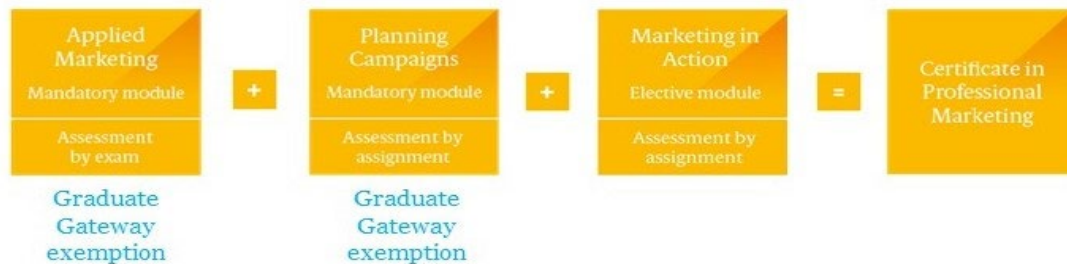 Applied
Marketing
Mandatory module
Assessment
by exam
Graduate
Gateway
exemption
+
Planning
Campaigns
Mandatory module
Assessment by
assignment
Graduate
Gateway
exemption
+
Marketing in
Action
Elective module
Assessment by
assignment
=
Certificate in
Professional
Marketing